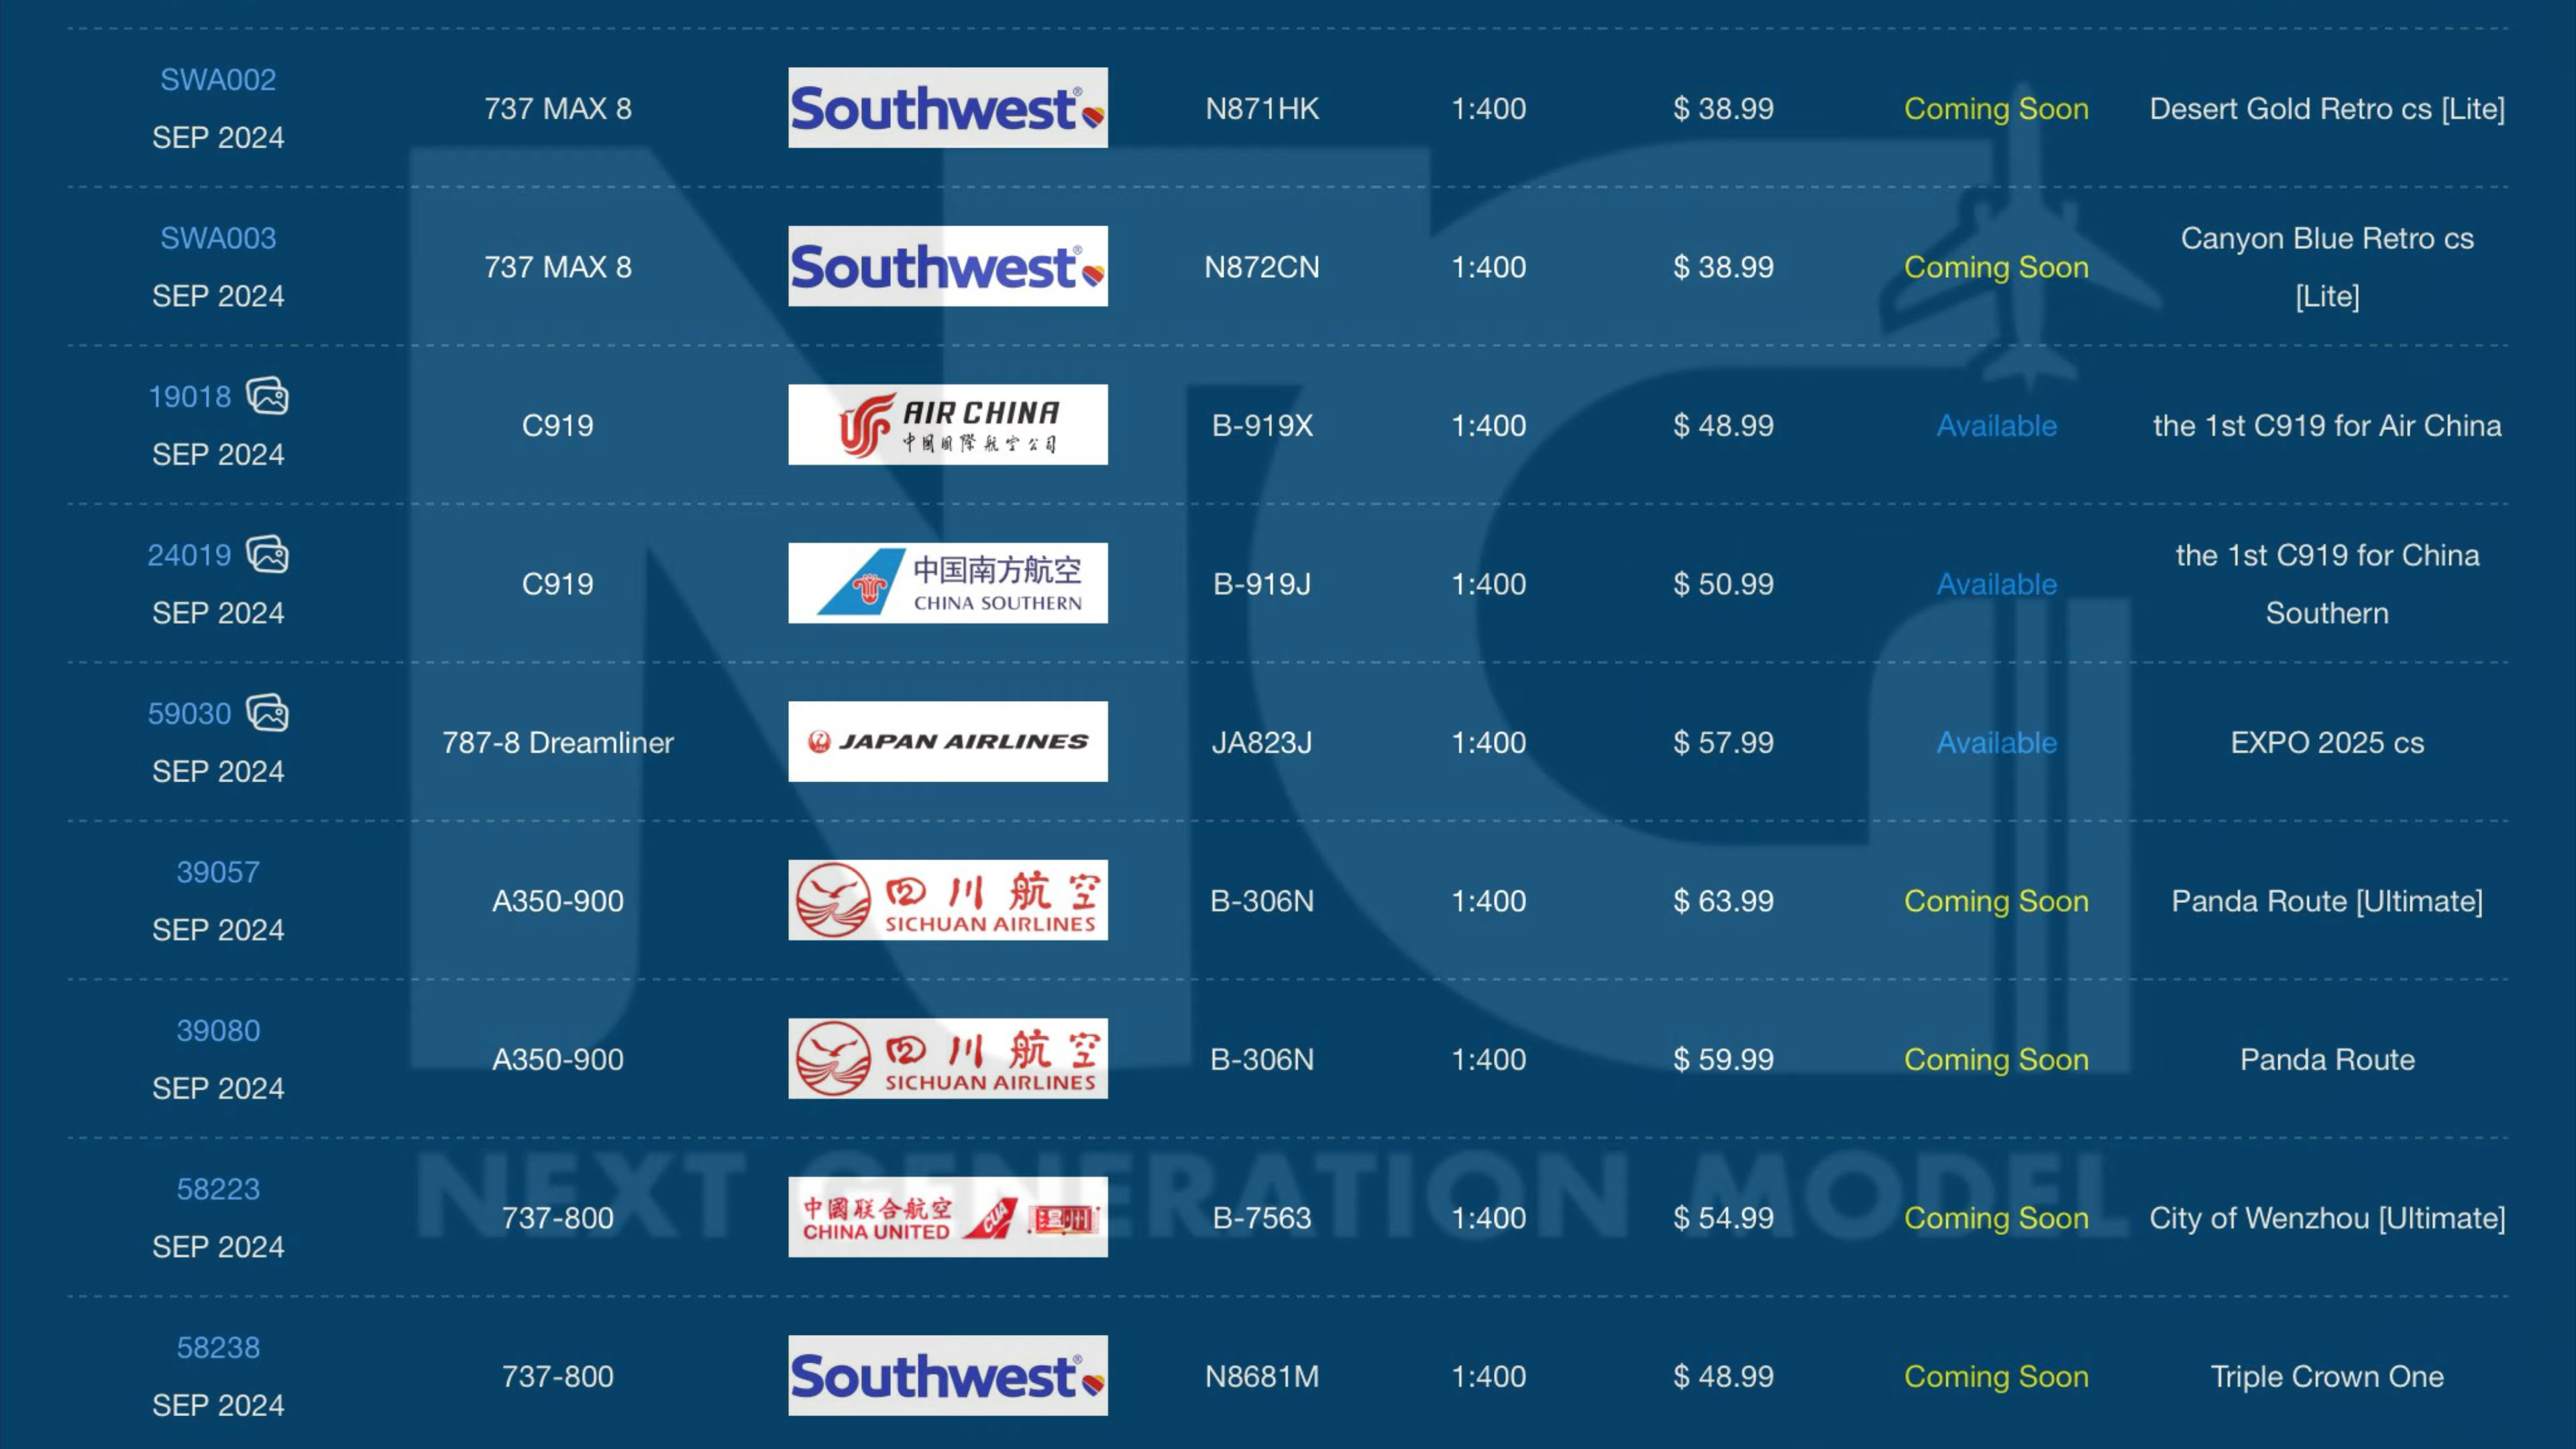 SWA002
SEP 2024
737 MAX 8
Southwest®
N871HK
1:400
$ 38.99
Coming Soon
Desert Gold Retro cs [Lite]
SWA003
SEP 2024
737 MAX 8
Southwest®
N872CN
1:400
$ 38.99
Coming Soon
Canyon Blue Retro cs
[Lite]
19018
SEP 2024
C919
AIR CHINA
中國國際航空公司
B-919X
1:400
$ 48.99
Available
the 1st C919 for Air China
24019
SEP 2024
C919
中国南方航空
CHINA SOUTHERN
B-919J
1:400
$ 50.99
Available
the 1st C919 for China
Southern
59030
SEP 2024
787-8 Dreamliner
JAPAN AIRLINES
JA823J
1:400
$ 57.99
Available
EXPO 2025 cs
39057
SEP 2024
A350-900
四川航空
SICHUAN AIRLINES
B-306N
1:400
$ 63.99
Coming Soon
Panda Route [Ultimate]
39080
SEP 2024
A350-900
四川航空
SICHUAN AIRLINES
B-306N
1:400
$ 59.99
Coming Soon
Panda Route
58223
SEP 2024
737-800
中國联合航空
CHINA UNITED
CUA
温州
B-7563
1:400
$ 54.99
Coming Soon
City of Wenzhou [Ultimate]
58238
SEP 2024
737-800
Southwest®
N8681M
1:400
$ 48.99
Coming Soon
Triple Crown One
NG
NEXT GENERATION MODEL